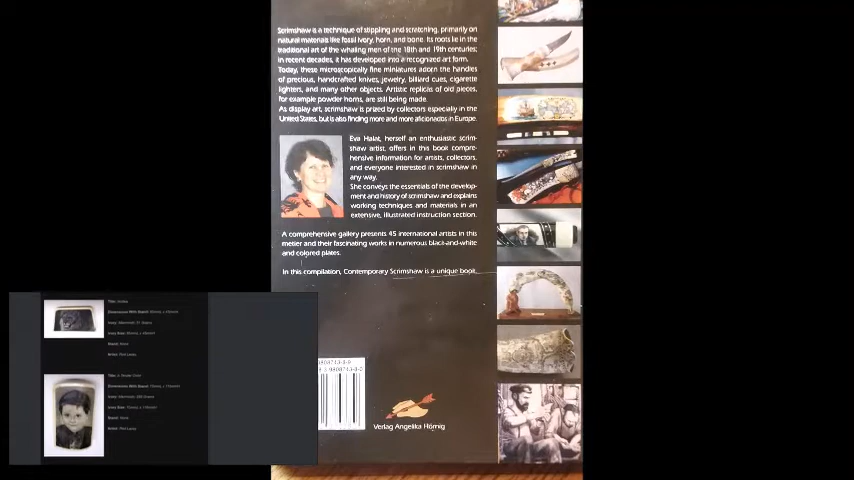 Scrimshaw is a technique of stippling and scratching, primarily on
natural materials like fossil ivory, horn, and bone. Its roots lie in the
traditional art of the whaling men of the 18th and 19th centuries;
in recent decades, it has developed into a recognized art form.
Today, these microscopically fine miniatures adorn the handles
of precious, handcrafted knives, jewelry, billiard cues, cigarette
lighters, and many other objects. Artistic replicas of old pieces,
for example powder horns, are still being made.
As display art, scrimshaw is prized by collectors especially in the
United States, but is also finding more and more aficionados in Europe.
Eva Halat, herself an enthusiastic scrim-
shaw artist, offers in this book compre-
hensive information for artists, collectors,
and everyone interested in scrimshaw in
any way.
She conveys the essentials of the develop-
ment and history of scrimshaw and explains
working techniques and materials in an
extensive, illustrated instruction section.
A comprehensive gallery presents 45 international artists in this
metier and their fascinating works in numerous black-and-white
and colored plates.
In this compilation, Contemporary Scrimshaw is a unique book.
Verlag Angelika Hörnig